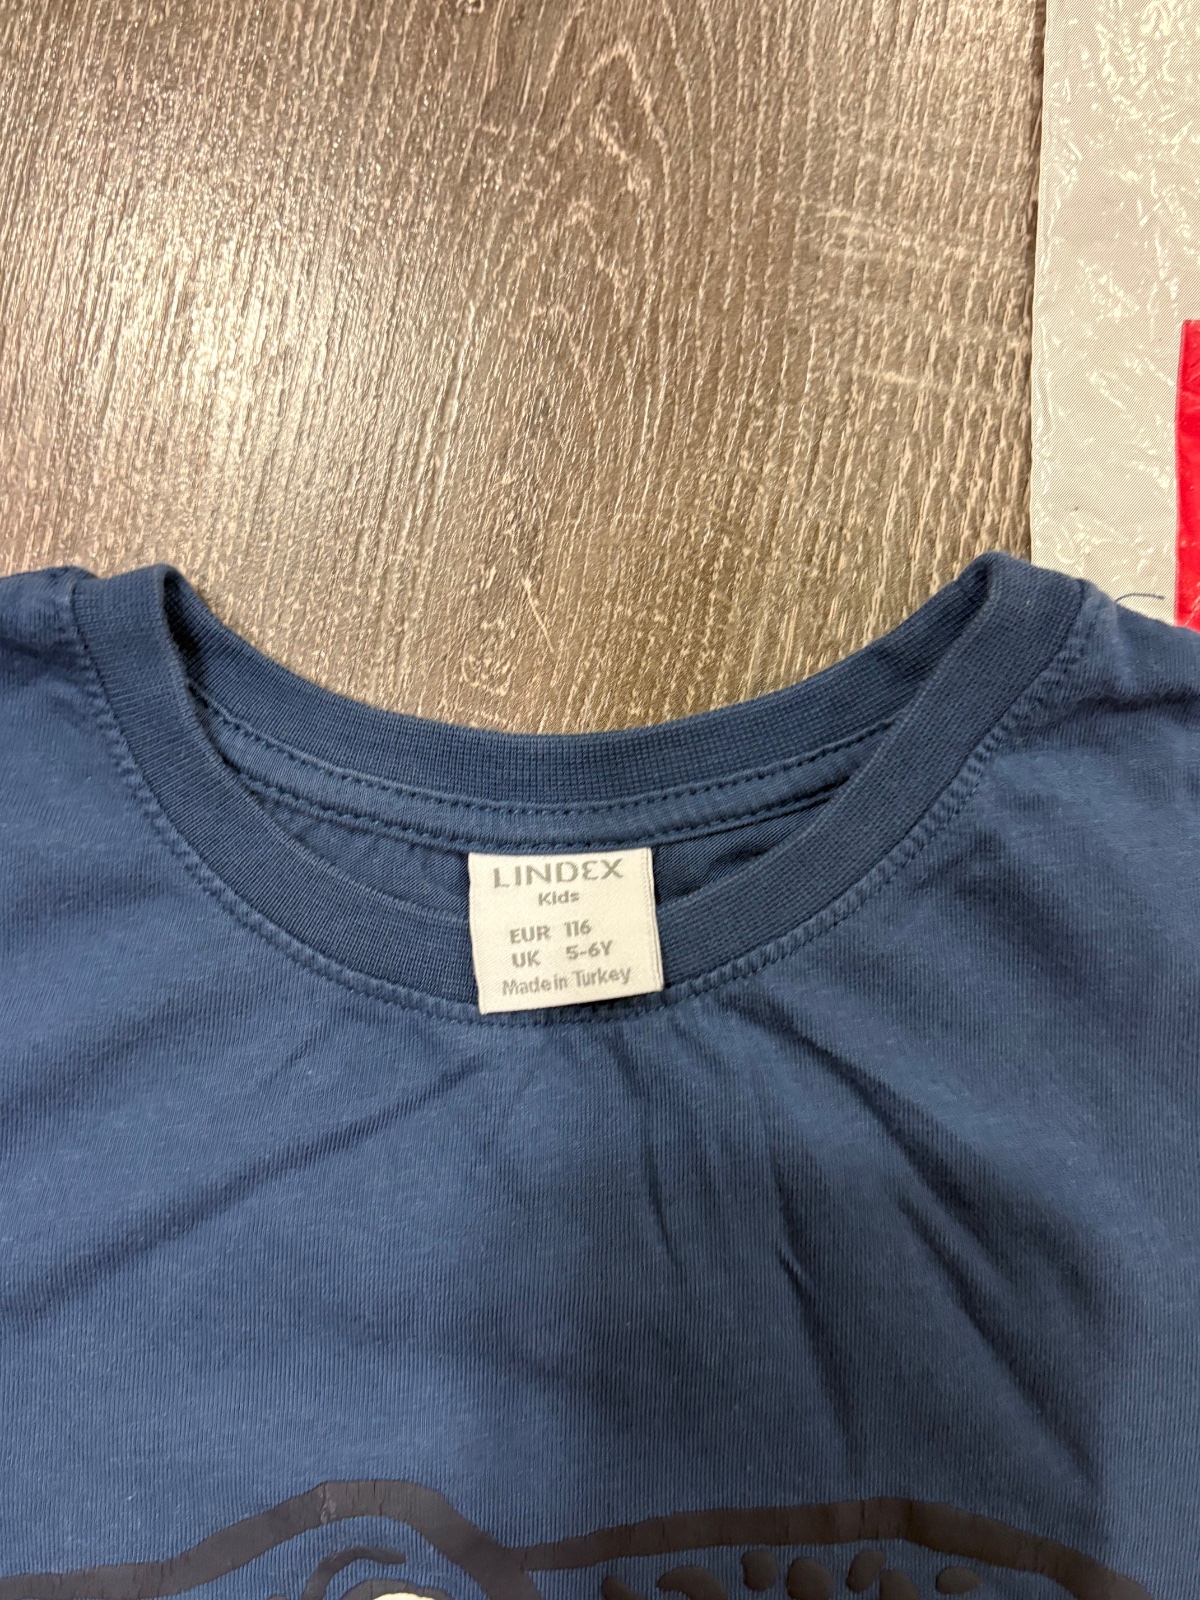 LINDEX
Kids
EUR 116
UK 5-6Y
Made in Turkey